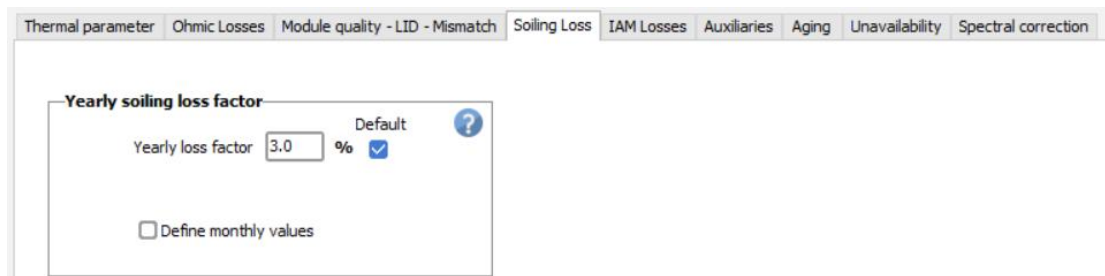 Thermal parameter Ohmic Losses Module quality - LID - Mismatch Soiling Loss IAM Losses Auxiliaries Aging Unavailability Spectral correction
Yearly soiling loss factor
Default
?
Yearly loss factor 3.0 %
Define monthly values